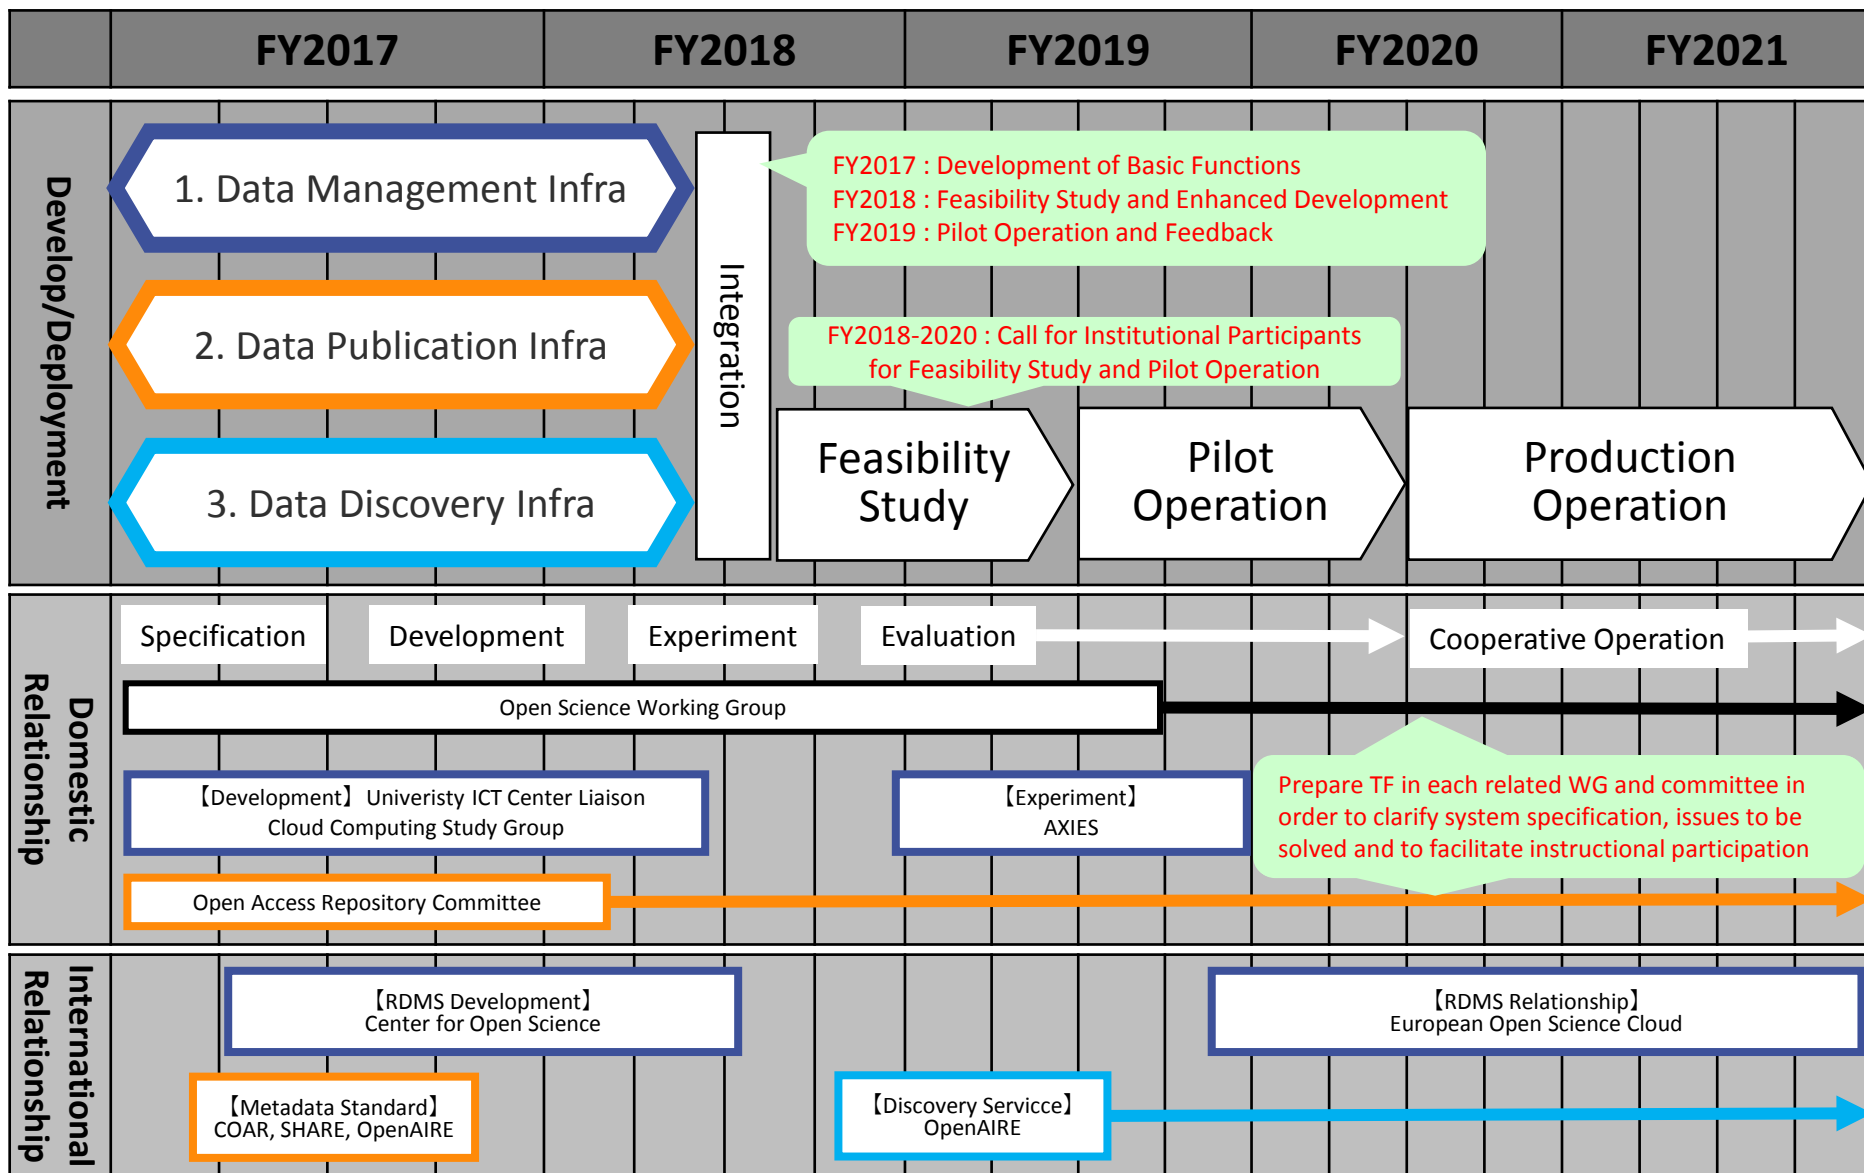 FY2017
FY2018
FY2019
FY2020
FY2021
Develop/Deployment
1. Data Management Infra
2. Data Publication Infra
3. Data Discovery Infra
Integration
FY2017 : Development of Basic Functions
FY2018 : Feasibility Study and Enhanced Development
FY2019 : Pilot Operation and Feedback
FY2018-2020 : Call for Institutional Participants
for Feasibility Study and Pilot Operation
Feasibility
Study
Pilot
Operation
Production
Operation
Domestic
Relationship
Specification
Development
Experiment
Evaluation
Cooperative Operation
Open Science Working Group
【Development】Univeristy ICT Center Liaison
Cloud Computing Study Group
【Experiment】
AXIES
Prepare TF in each related WG and committee in
order to clarify system specification, issues to be
solved and to facilitate instructional participation
Open Access Repository Committee
International
Relationship
【RDMS Development】
Center for Open Science
【RDMS Relationship】
European Open Science Cloud
【Metadata Standard】
COAR, SHARE, OpenAIRE
【Discovery Servicce】
OpenAIRE